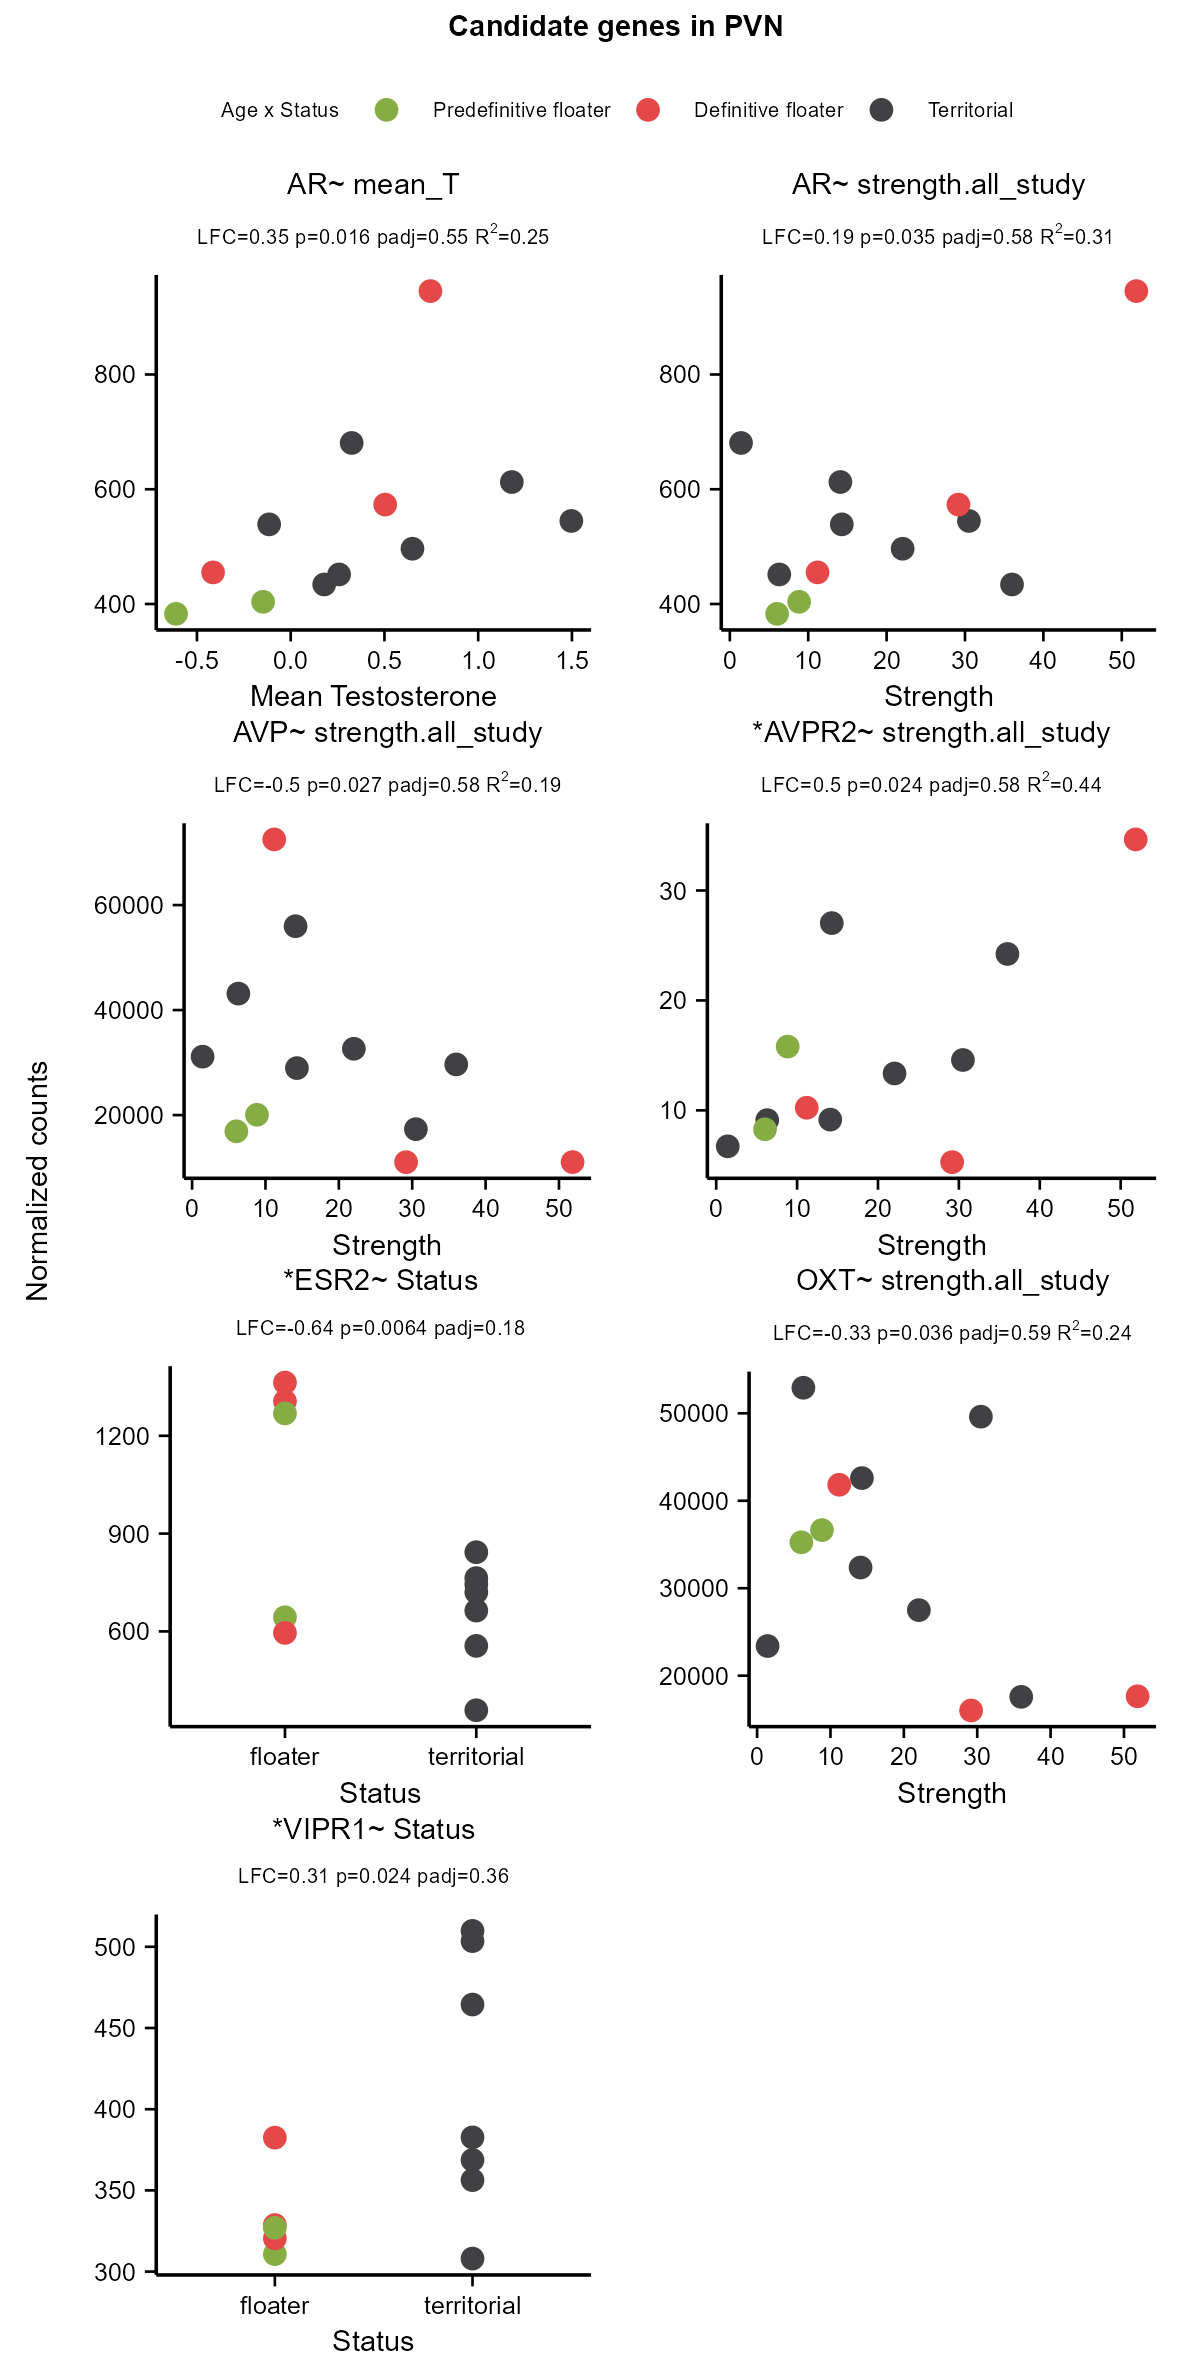 Candidate genes in PVN
Age x Status Predefinitive floater Definitive floater Territorial
Normalized counts
AR~ mean_T
LFC=0.35 p=0.016 padj=0.55 R²=0.25
800
600
400
-0.5 0.0 0.5 1.0 1.5
Mean Testosterone
AR~ strength.all_study
LFC=0.19 p=0.035 padj=0.58 R²=0.31
800
600
400
0 10 20 30 40 50
Strength
AVP~ strength.all_study
LFC=-0.5 p=0.027 padj=0.58 R²=0.19
60000
40000
20000
0 10 20 30 40 50
Strength
*AVPR2~ strength.all_study
LFC=0.5 p=0.024 padj=0.58 R²=0.44
30
20
10
0 10 20 30 40 50
Strength
*ESR2~ Status
LFC=-0.64 p=0.0064 padj=0.18
1200
900
600
floater territorial
Status
OXT~ strength.all_study
LFC=-0.33 p=0.036 padj=0.59 R²=0.24
50000
40000
30000
20000
0 10 20 30 40 50
Strength
*VIPR1~ Status
LFC=0.31 p=0.024 padj=0.36
500
450
400
350
300
floater territorial
Status